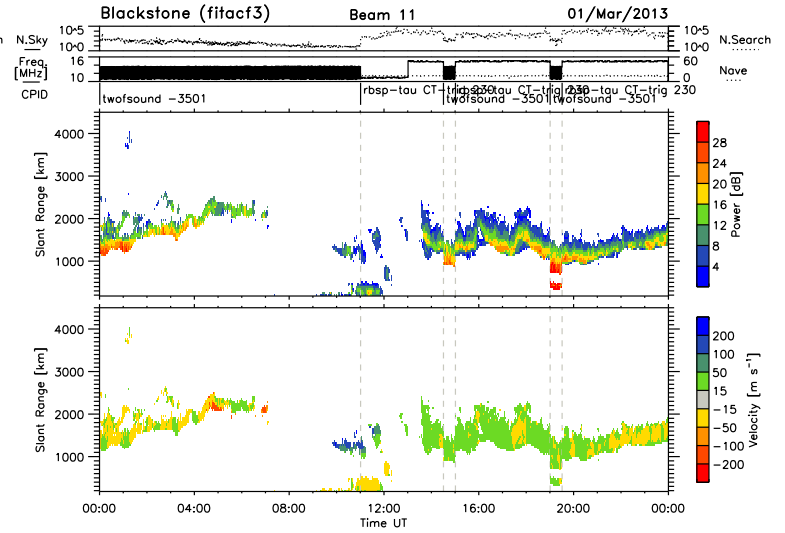 Blackstone (fitacf3) Beam 11 01/Mar/2013
N.Sky 10^5 10^0 10^5 10^0 N.Search
Freq. [MHz] 16 10 60 0 Nave
CPID twofsound -3501 rbsp-tau CT-trig 230 twofsound -3501 rbsp-tau CT-trig 230 twofsound -3501 rbsp-tau CT-trig 230
Slant Range [km]
4000
3000
2000
1000
28
24
20
16
12
8
4
Power [dB]
Slant Range [km]
4000
3000
2000
1000
200
100
50
15
-15
-50
-100
-200
Velocity [m s⁻¹]
00:00 04:00 08:00 12:00 16:00 20:00 00:00
Time UT